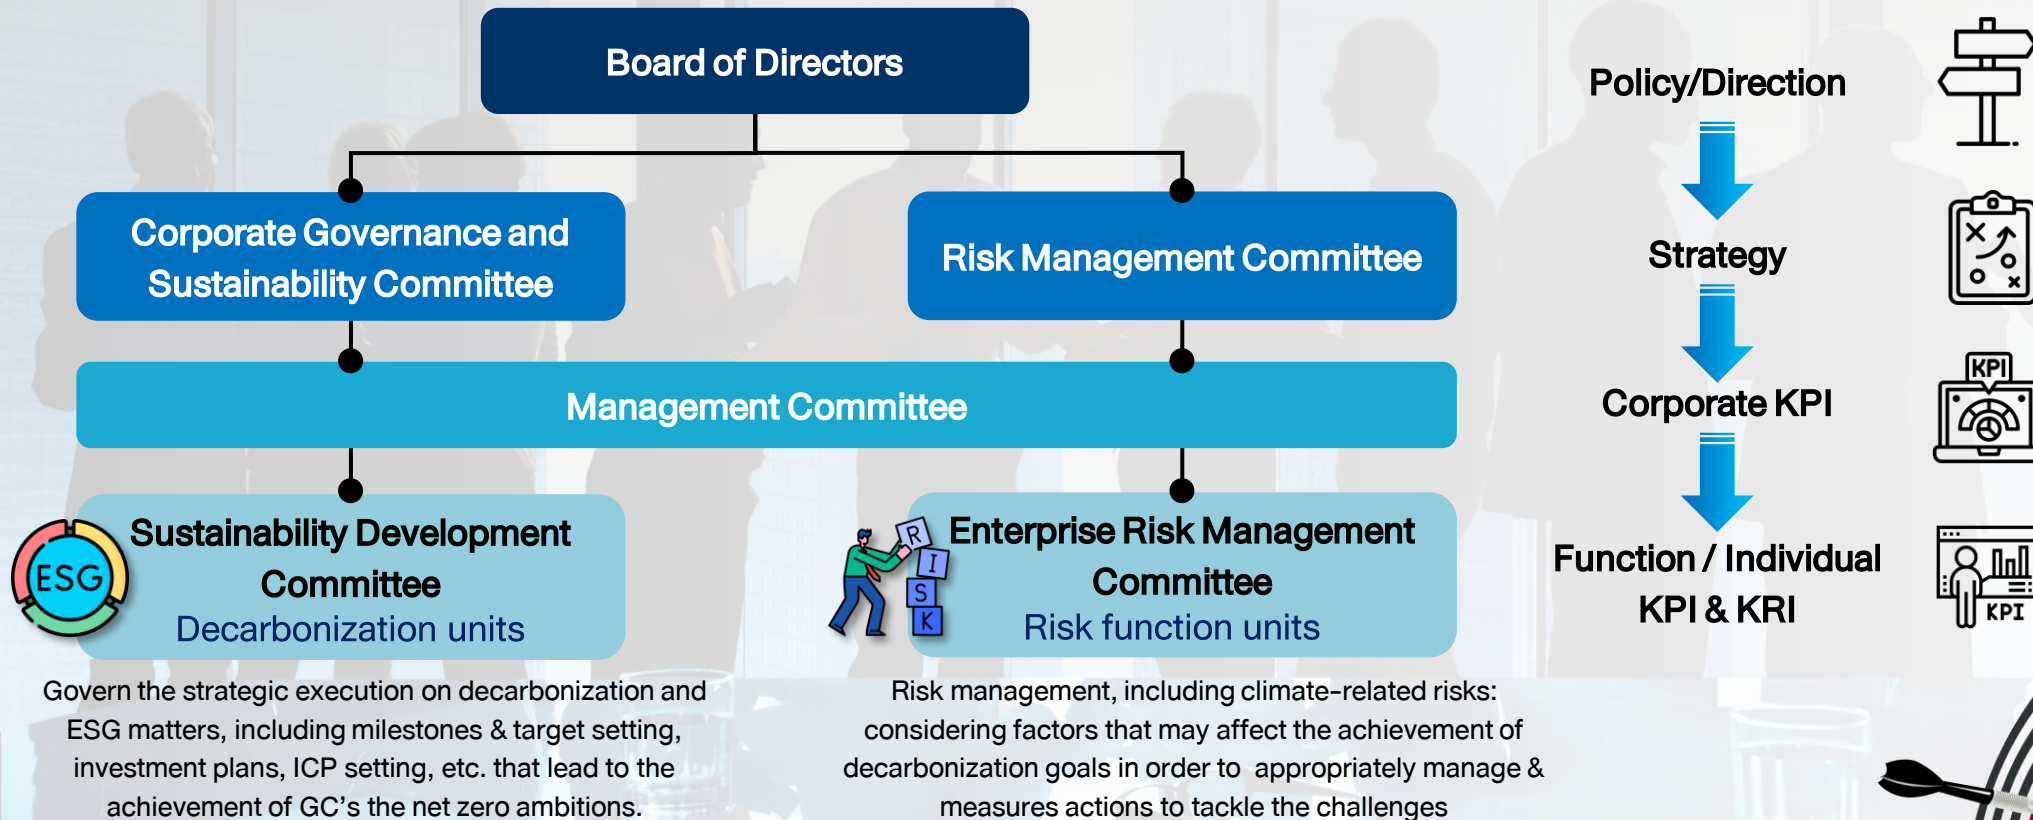 Board of Directors
Corporate Governance and
Sustainability Committee
Risk Management Committee
Management Committee
ESG
Sustainability Development
Committee
Decarbonization units
R
I
S
K
Enterprise Risk Management
Committee
Risk function units
Govern the strategic execution on decarbonization and
ESG matters, including milestones & target setting,
investment plans, ICP setting, etc. that lead to the
achievement of GC's the net zero ambitions.
Risk management, including climate-related risks:
considering factors that may affect the achievement of
decarbonization goals in order to appropriately manage &
measures actions to tackle the challenges
Policy/Direction
Strategy
Corporate KPI
KPI
Function / Individual
KPI & KRI
KPI